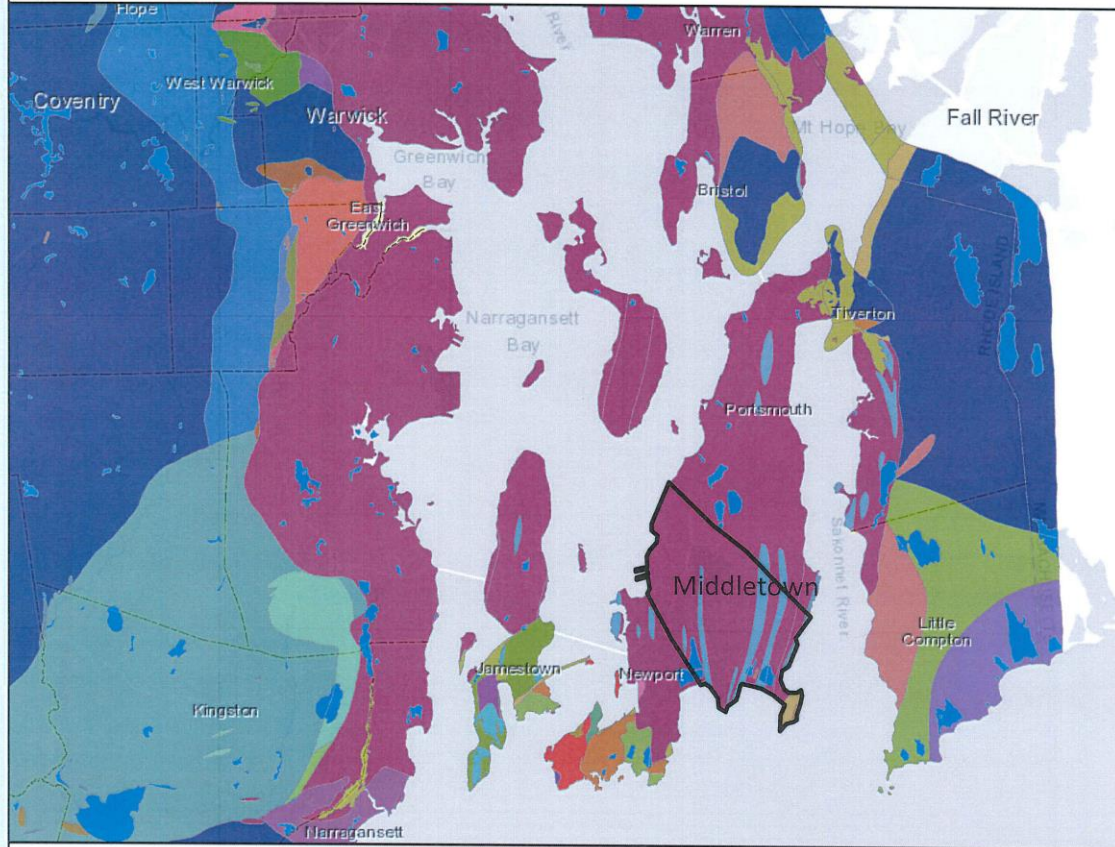 Hope
River
Warren
West Warwick
Coventry
Warwick
Fall River
Mt Hope Bay
Greenwich
Bay
Bristol
East
Greenwich
RHODE ISLAND
Narragansett
Bay
Tiverton
Portsmouth
Sakonnet River
Middletown
Little
Compton
Jamestown
Newport
Kingston
Narragansett